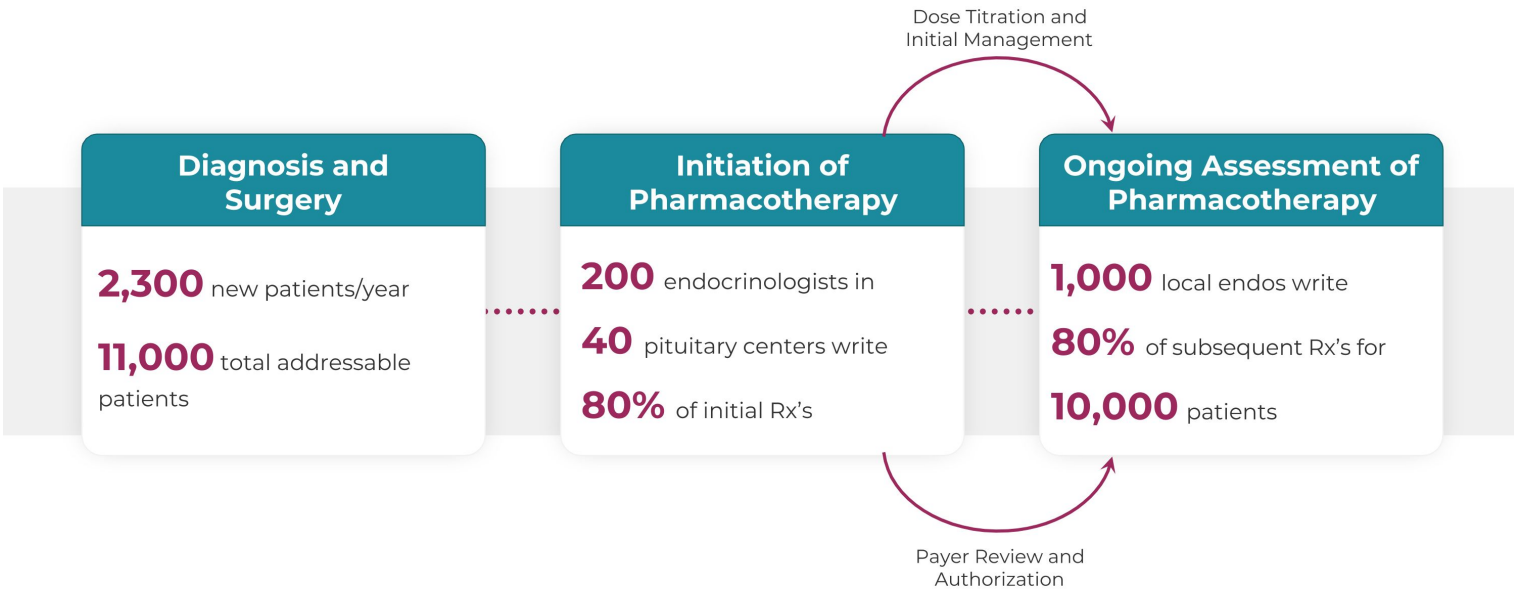 Dose Titration and
Initial Management
Diagnosis and
Surgery
2,300 new patients/year
11,000 total addressable
patients
Initiation of
Pharmacotherapy
200 endocrinologists in
40 pituitary centers write
80% of initial Rx’s
Ongoing Assessment of
Pharmacotherapy
1,000 local endos write
80% of subsequent Rx’s for
10,000 patients
Payer Review and
Authorization